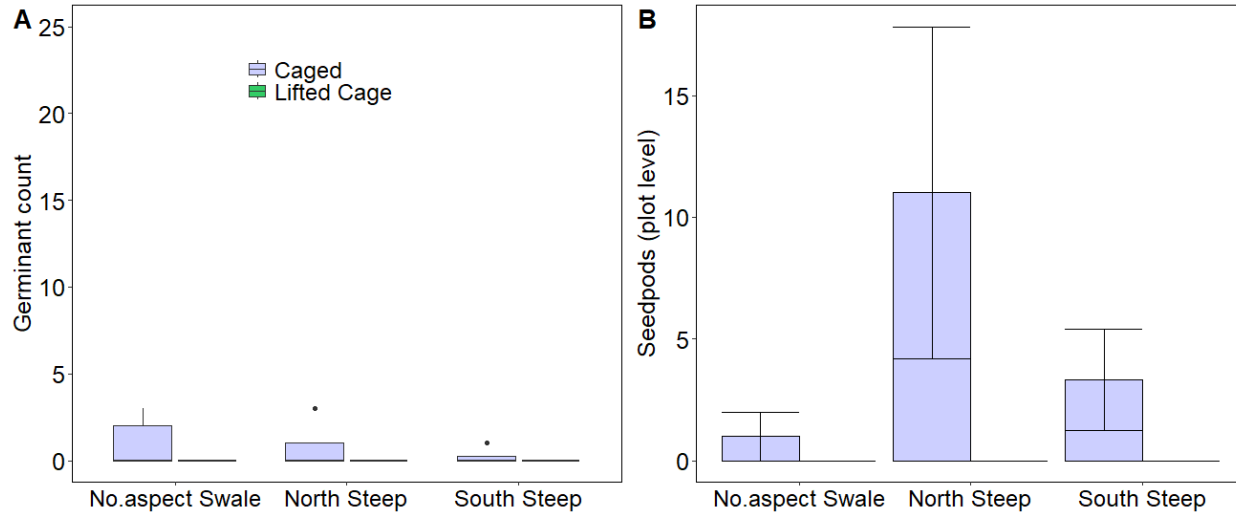 A
Germinant count
25
20
15
10
5
0
Caged
Lifted Cage
No.aspect Swale
North Steep
South Steep
B
Seedpods (plot level)
15
10
5
0
No.aspect Swale
North Steep
South Steep